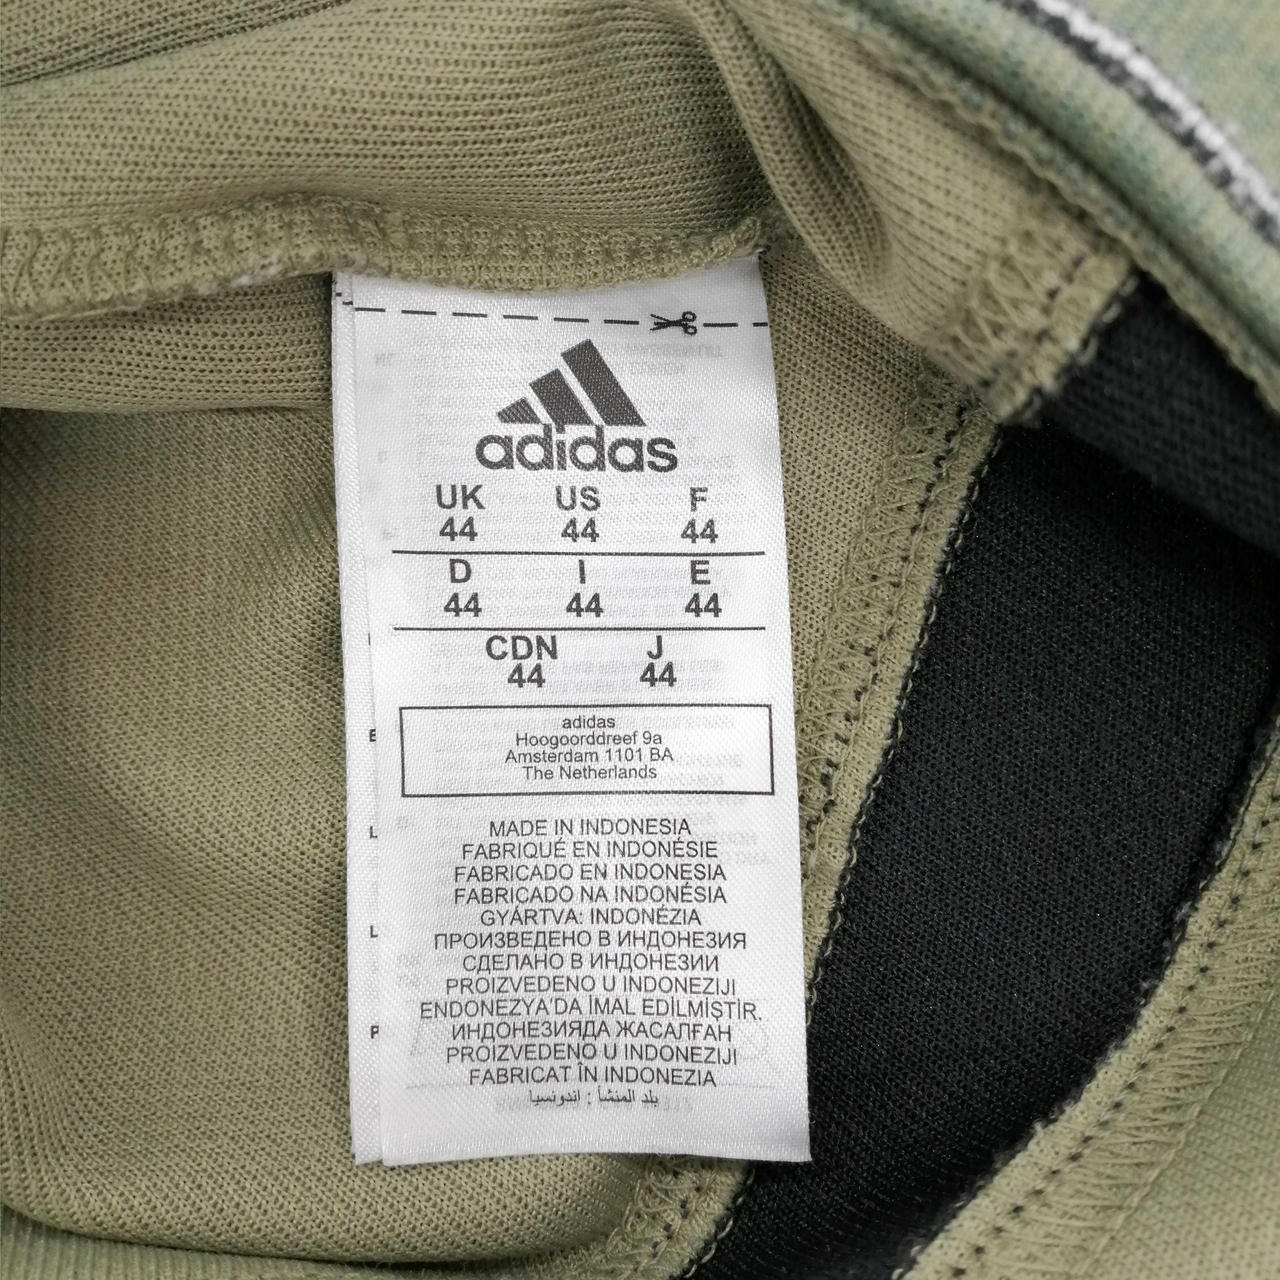 adidas
UK US F
44 44 44
D I E
44 44 44
CDN J
44 44
adidas
Hoogoorddreef 9a
Amsterdam 1101 BA
The Netherlands
MADE IN INDONESIA
FABRIQUÉ EN INDONÉSIE
FABRICADO EN INDONESIA
FABRICADO NA INDONÉSIA
GYÁRTVA: INDONÉZIA
ПРОИЗВЕДЕНО В ИНДОНЕЗИЯ
СДЕЛАНО В ИНДОНЕЗИИ
PROIZVEDENO U INDONEZIJI
ENDONEZYA'DA İMAL EDİLMİŞTİR.
ИНДОНЕЗИЯДА ЖАСАЛҒАН
PROIZVEDENO U INDONEZIJI
FABRICAT ÎN INDONEZIA
بلد المنشأ : اندونسيا